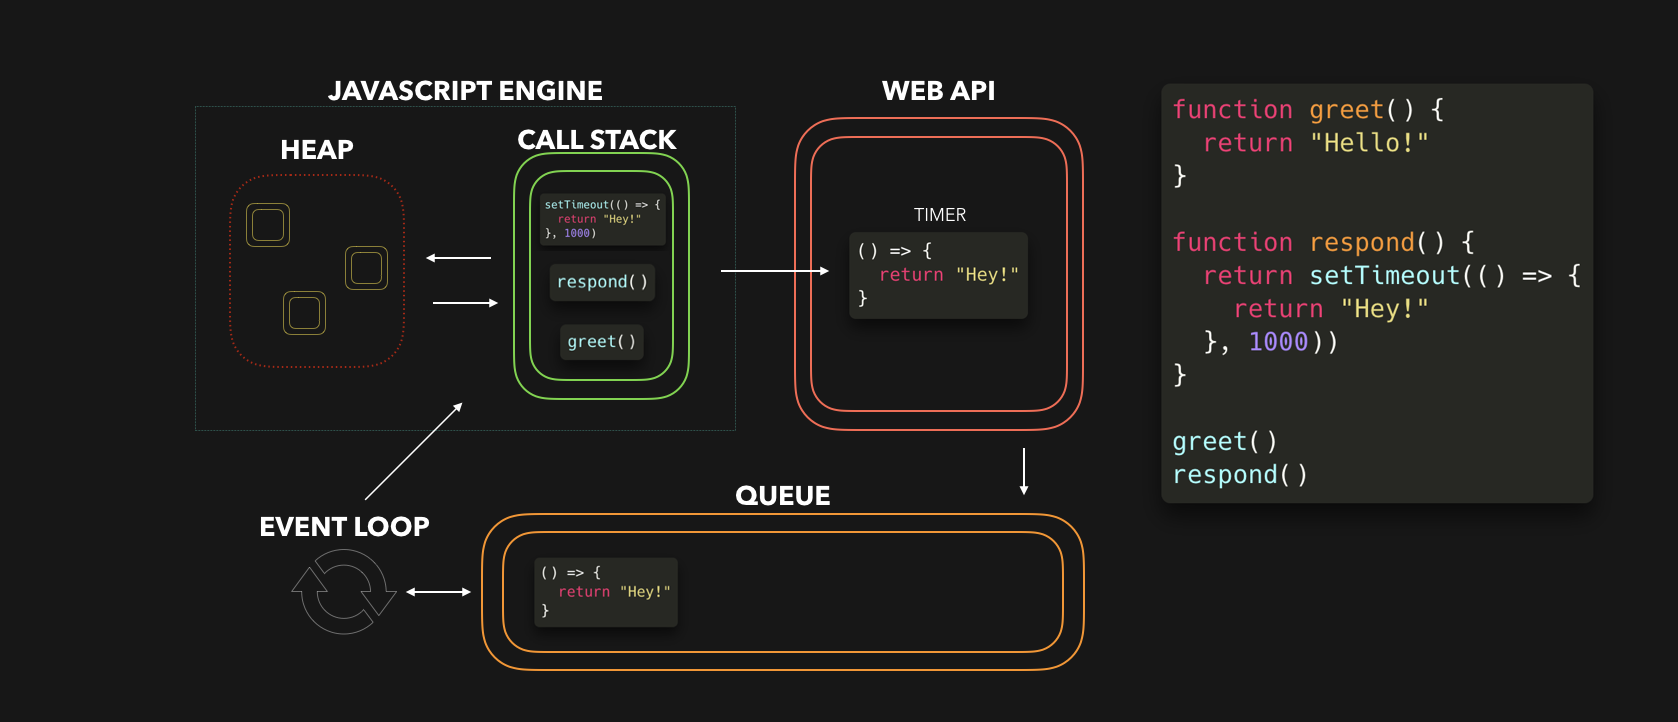 JAVASCRIPT ENGINE
HEAP
CALL STACK
setTimeout(() => {
  return "Hey!"
}, 1000)
respond()
greet()
WEB API
TIMER
() => {
  return "Hey!"
}
function greet() {
  return "Hello!"
}
function respond() {
  return setTimeout(() => {
    return "Hey!"
  }, 1000))
}
greet()
respond()
EVENT LOOP
QUEUE
() => {
  return "Hey!"
}